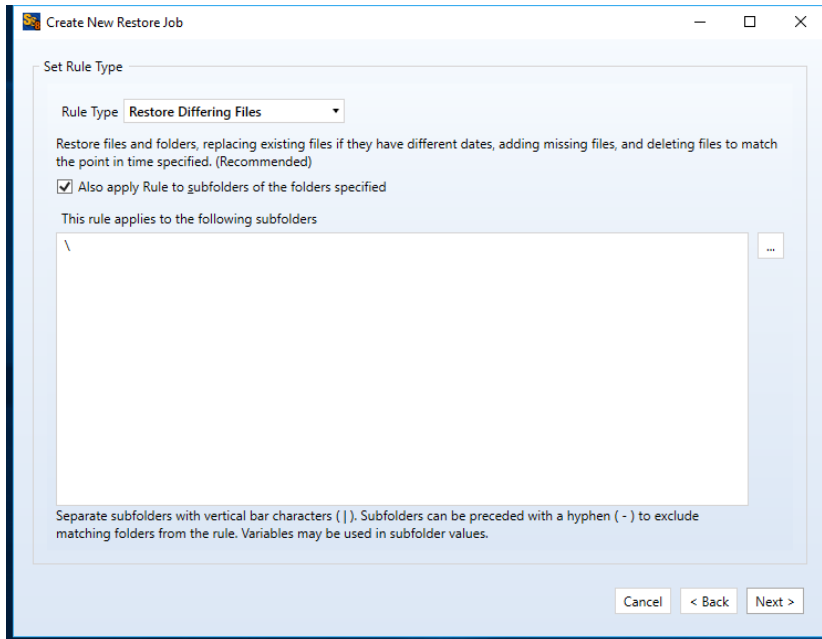 Create New Restore Job
Set Rule Type
Rule Type Restore Differing Files
Restore files and folders, replacing existing files if they have different dates, adding missing files, and deleting files to match
the point in time specified. (Recommended)
Also apply Rule to subfolders of the folders specified
This rule applies to the following subfolders
\
...
Separate subfolders with vertical bar characters ( | ). Subfolders can be preceded with a hyphen ( - ) to exclude
matching folders from the rule. Variables may be used in subfolder values.
Cancel < Back Next >